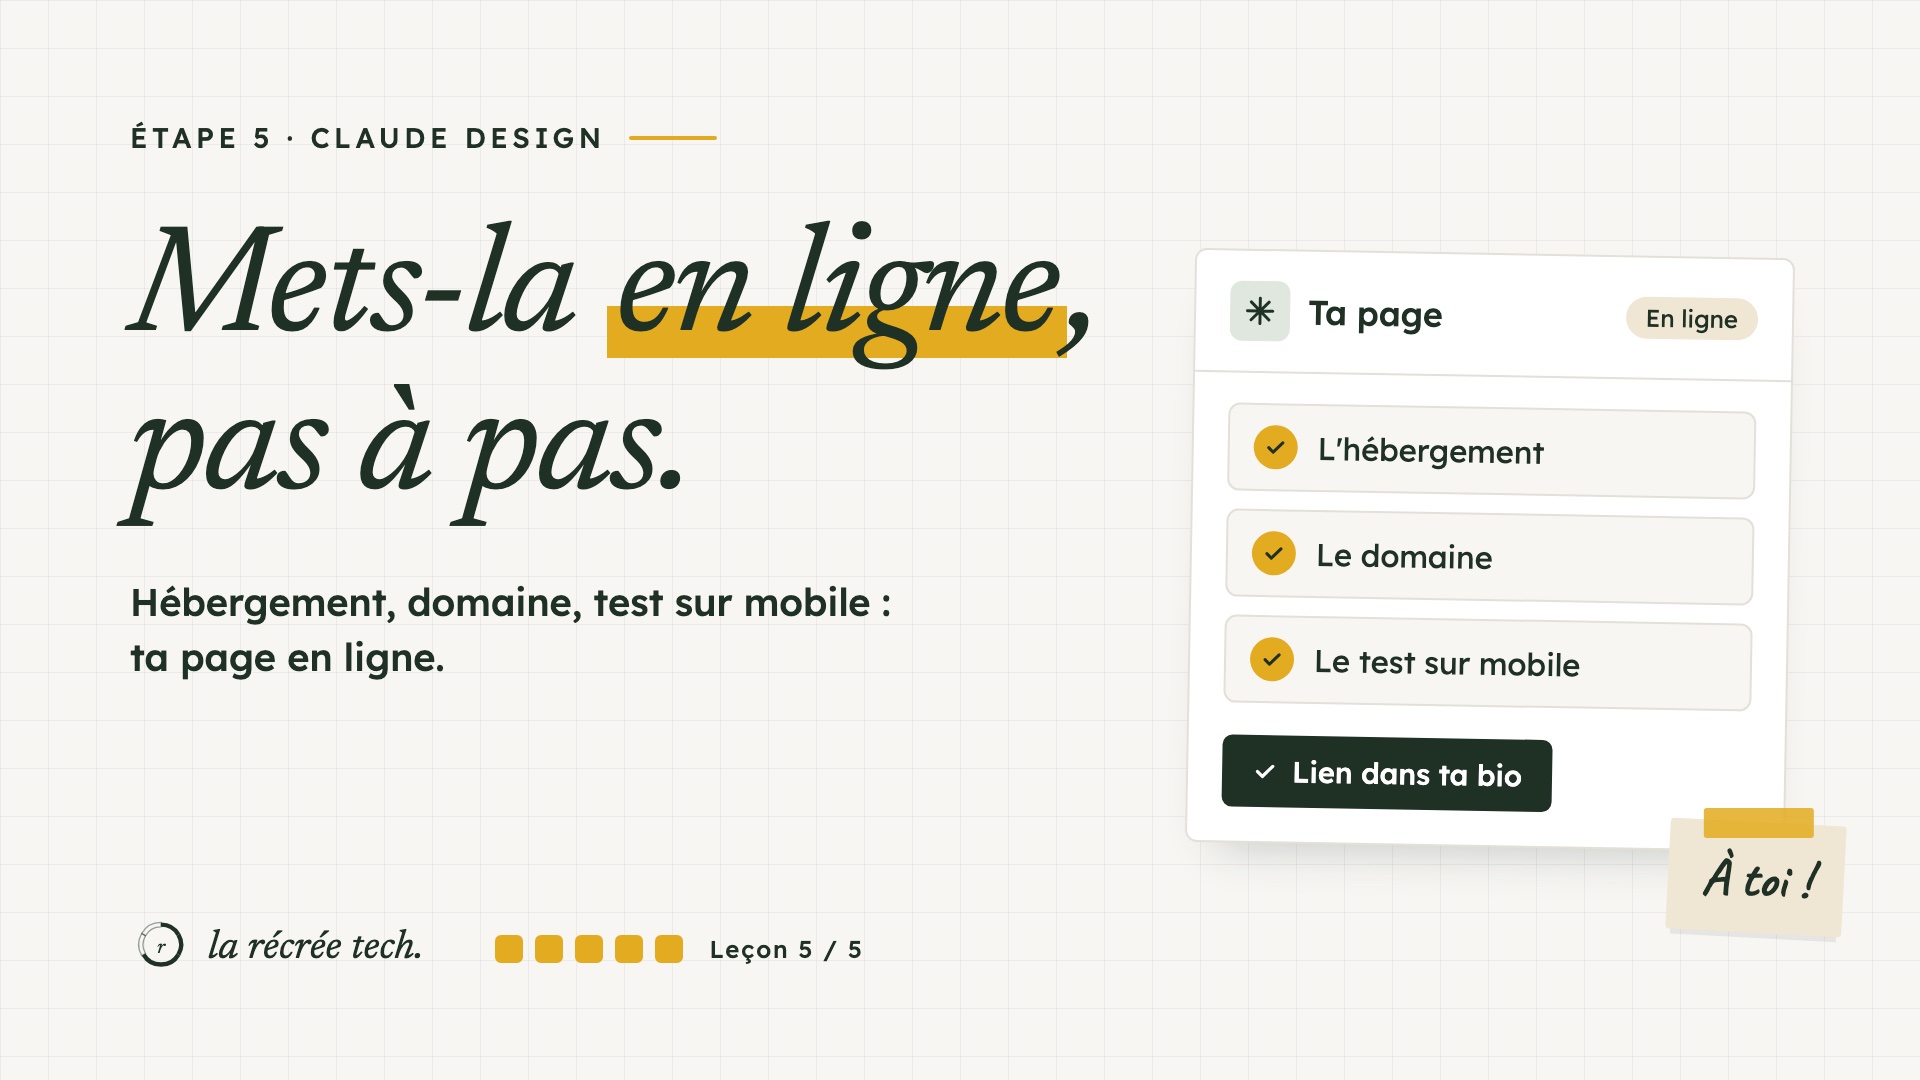 ÉTAPE 5 · CLAUDE DESIGN
Mets-la en ligne,
pas à pas.
Hébergement, domaine, test sur mobile :
ta page en ligne.
Ta page
En ligne
L'hébergement
Le domaine
Le test sur mobile
Lien dans ta bio
À toi !
r
la récrée tech.
Leçon 5 / 5